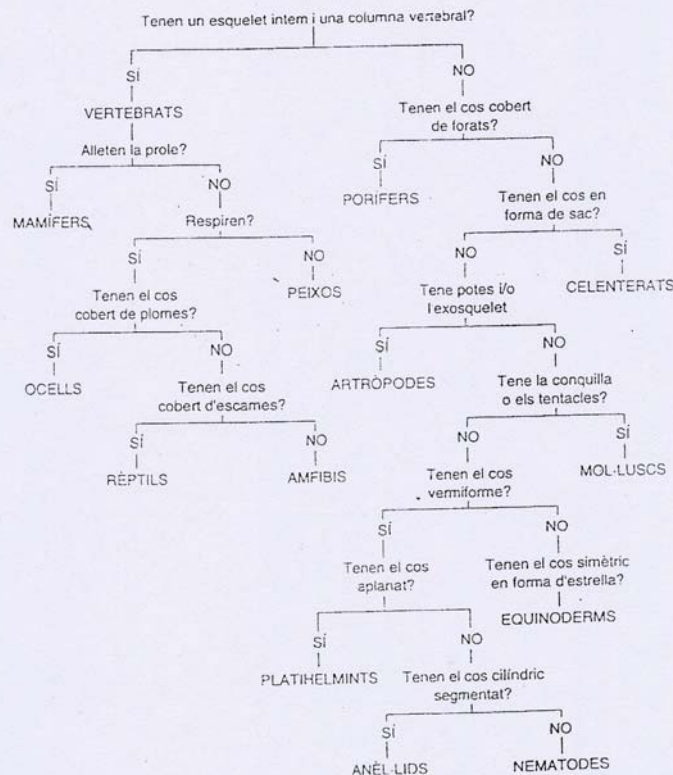 Tenen un esquelet intern i una columna vertebral?
SÍ
NO
VERTEBRATS
Tenen el cos cobert
de forats?
Alleten la prole?
SÍ
NO
SÍ
NO
MAMÍFERS
Respiren?
PORÍFERS
Tenen el cos en
forma de sac?
SÍ
NO
NO
SÍ
Tenen el cos
cobert de plomes?
PEIXOS
Tene potes i/o
l'exosquelet
CELENTERATS
SÍ
NO
SÍ
NO
OCELLS
Tenen el cos
cobert d'escames?
ARTRÒPODES
Tene la conquilla
o els tentacles?
SÍ
NO
NO
SÍ
RÈPTILS
AMFIBIS
Tenen el cos
vermiforme?
MOL·LUSCS
SÍ
NO
Tenen el cos
aplanat?
Tenen el cos simètric
en forma d'estrella?
EQUINODERMS
SÍ
NO
PLATIHELMINTS
Tenen el cos cilíndric
segmentat?
SÍ
NO
ANÈL·LIDS
NEMATODES